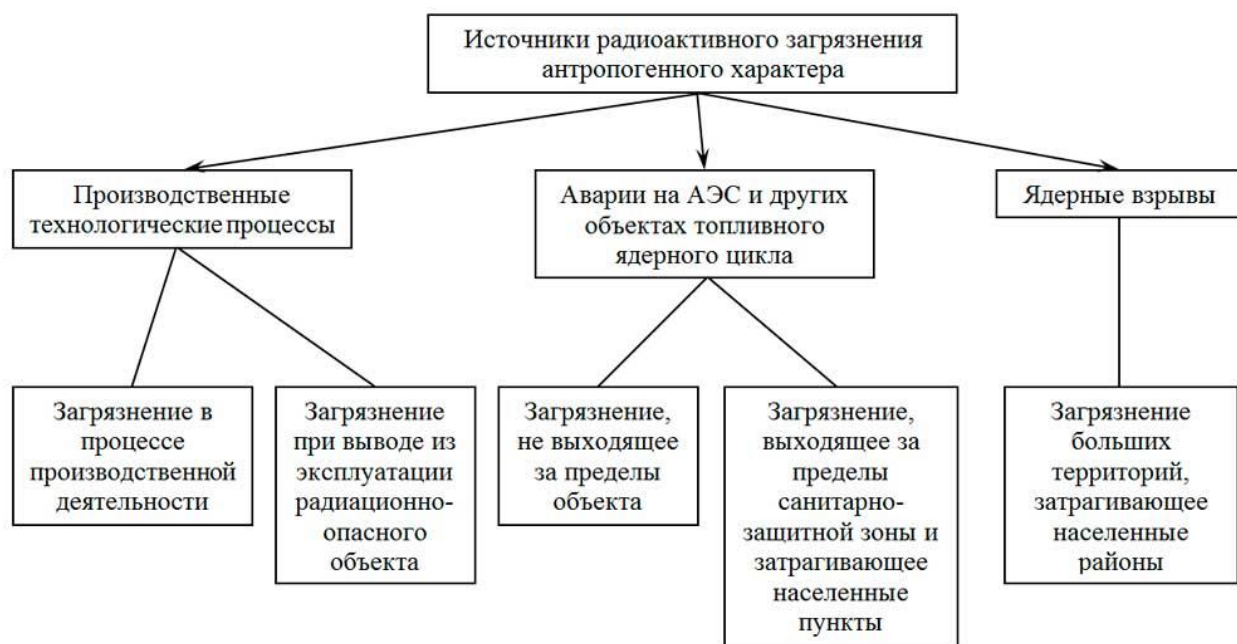 Источники радиоактивного загрязнения
антропогенного характера
Производственные
технологические процессы
Аварии на АЭС и других
объектах топливного
ядерного цикла
Ядерные взрывы
Загрязнение в
процессе
производственной
деятельности
Загрязнение
при выводе из
эксплуатации
радиационно-
опасного
объекта
Загрязнение,
не выходящее
за пределы
объекта
Загрязнение,
выходящее за
пределы
санитарно-
защитной зоны и
затрагивающее
населенные
пункты
Загрязнение
больших
территорий,
затрагивающее
населенные
районы